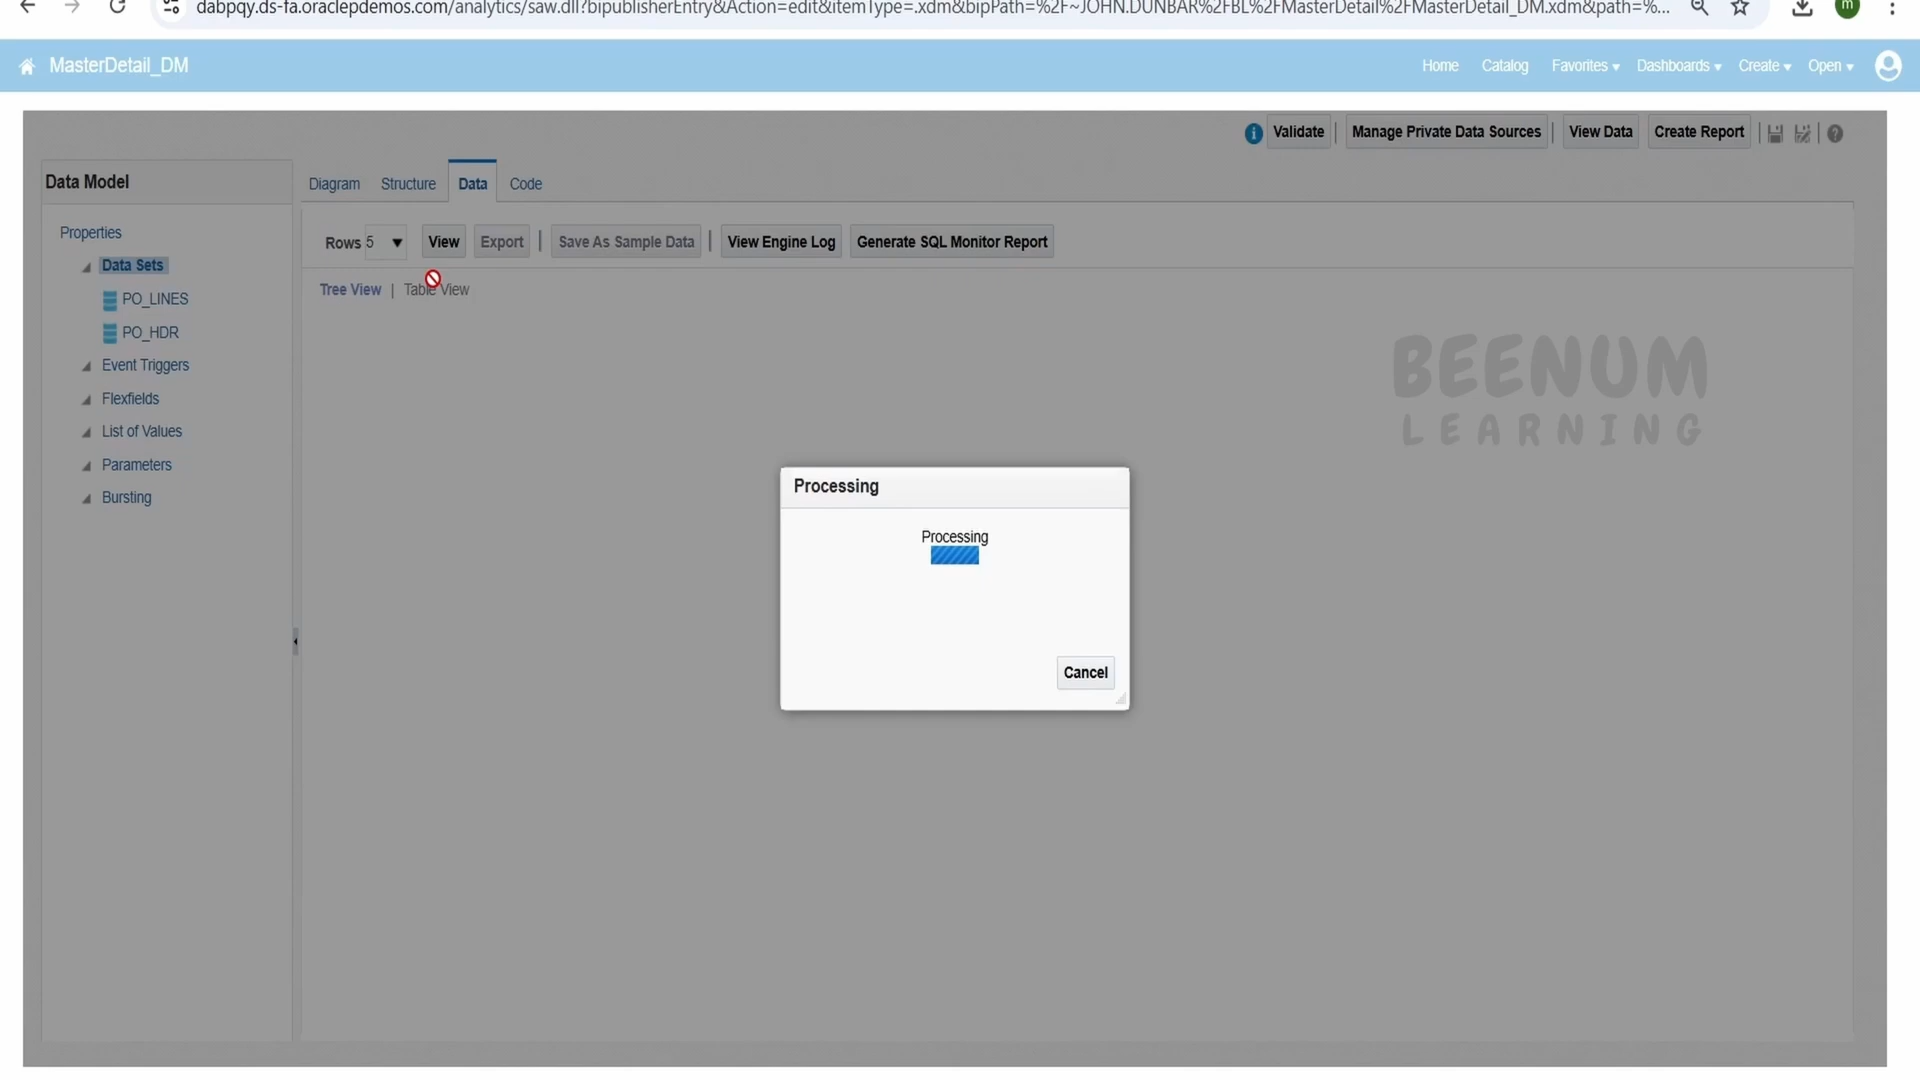 dabpqy.ds-fa.oraclepdemos.com/analytics/saw.dll?bipublisherEntry&Action=edit&itemType=.xdm&bipPath=%2F~JOHN.DUNBAR%2FBL%2FMasterDetail%2FMasterDetail_DM.xdm&path=%...
m
MasterDetail_DM
Home Catalog Favorites Dashboards Create Open
Validate | Manage Private Data Sources | View Data Create Report
Data Model
Diagram Structure Data Code
Properties
Rows 5 View Export | Save As Sample Data | View Engine Log Generate SQL Monitor Report
Data Sets
Tree View | Table View
PO_LINES
PO_HDR
Event Triggers
Flexfields
List of Values
Parameters
Bursting
BEENUM
LEARNING
Processing
Processing
Cancel